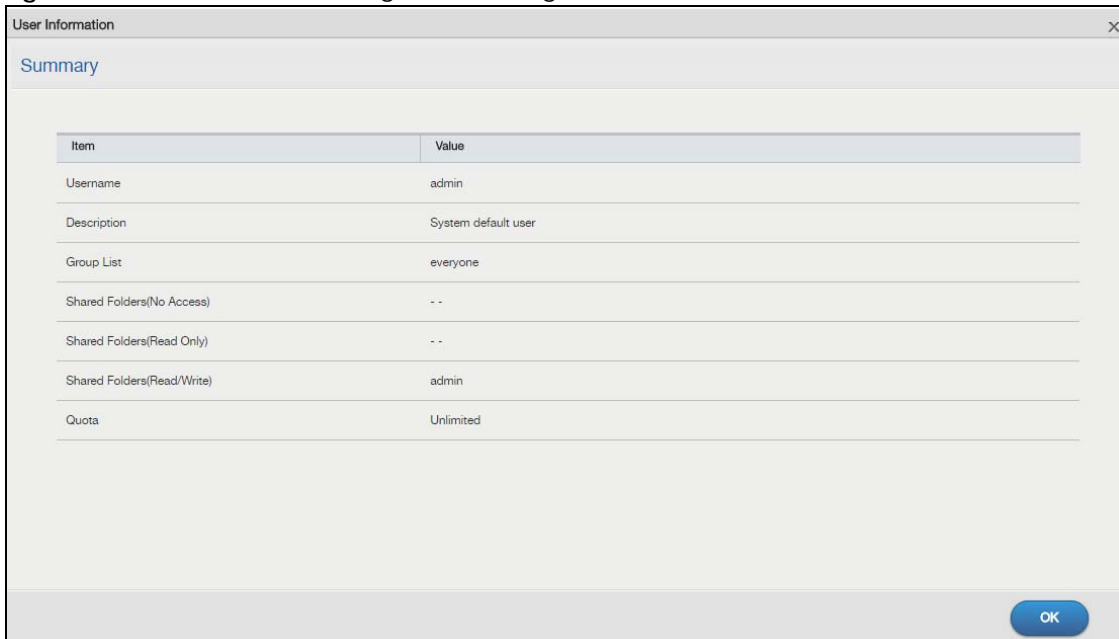 User Information
Summary
Item Value
Username admin
Description System default user
Group List everyone
Shared Folders(No Access) - -
Shared Folders(Read Only) - -
Shared Folders(Read/Write) admin
Quota Unlimited
OK